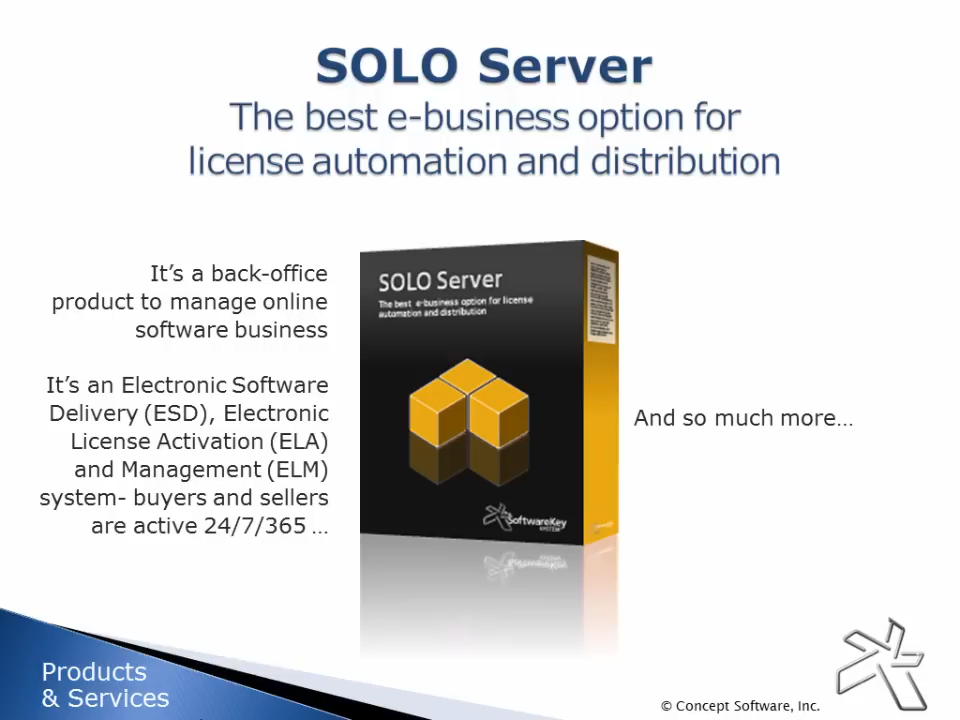 SOLO Server
The best e-business option for
license automation and distribution
It's a back-office
product to manage online
software business
It's an Electronic Software
Delivery (ESD), Electronic
License Activation (ELA)
and Management (ELM)
system- buyers and sellers
are active 24/7/365 …
SOLO Server
The best e-business option for license
automation and distribution
SoftwareKey
SYSTEM
And so much more…
Products
& Services
© Concept Software, Inc.